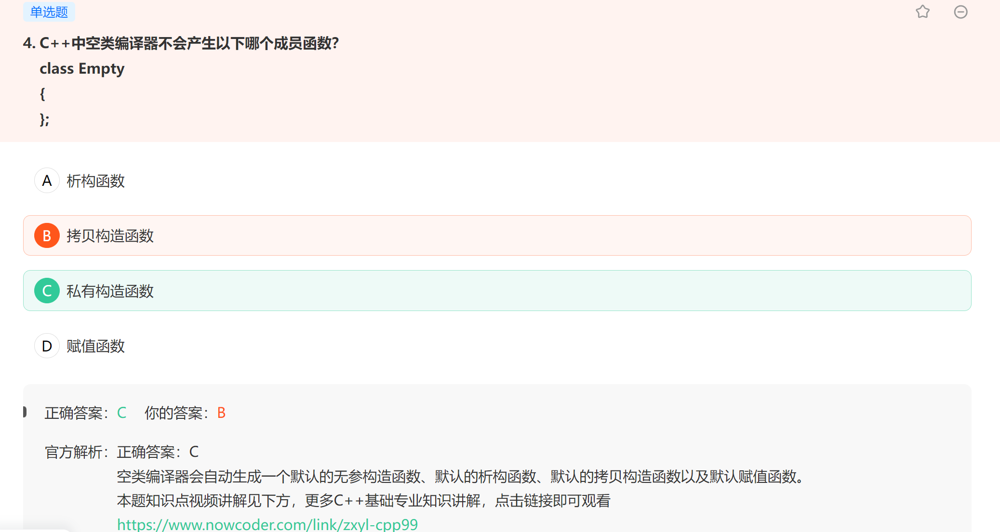 单选题
4. C++中空类编译器不会产生以下哪个成员函数?
class Empty
{
};
A 析构函数
B 拷贝构造函数
C 私有构造函数
D 赋值函数
正确答案：C 你的答案：B
官方解析：正确答案：C
空类编译器会自动生成一个默认的无参构造函数、默认的析构函数、默认的拷贝构造函数以及默认赋值函数。
本题知识点视频讲解见下方，更多C++基础专业知识讲解，点击链接即可观看
https://www.nowcoder.com/link/zxyl-cpp99